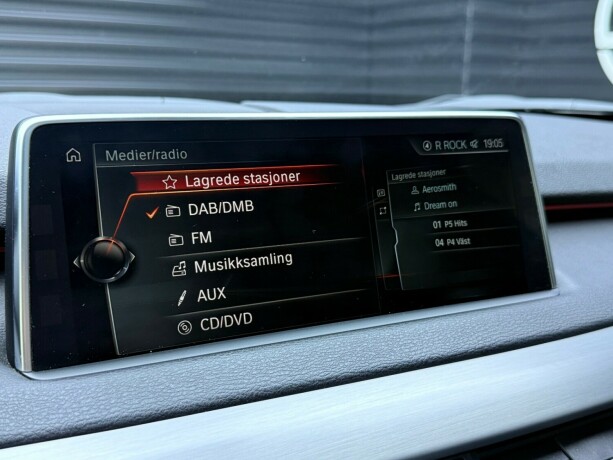 Medier/radio
R ROCK 19:05
Lagrede stasjoner
DAB/DMB
FM
Musikksamling
AUX
CD/DVD
Lagrede stasjoner
Aerosmith
Dream on
01 P5 Hits
04 P4 Väst